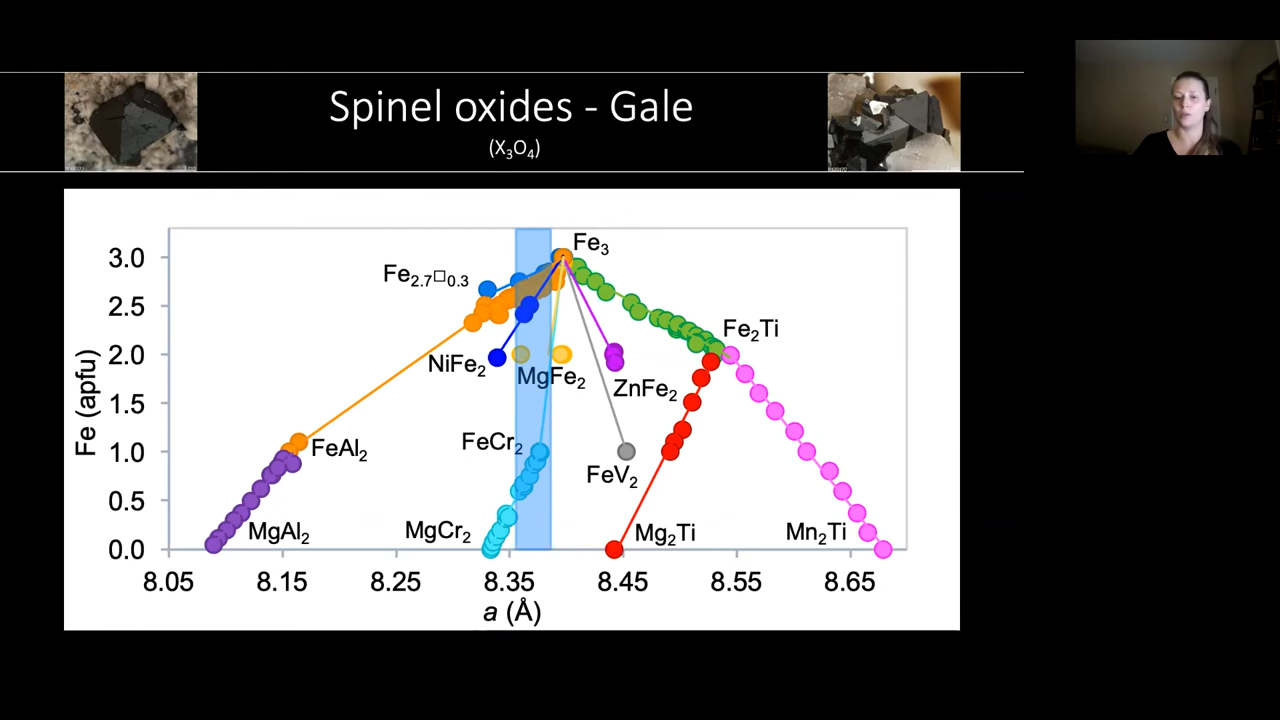 Spinel oxides - Gale
(X₃O₄)
Fe₃
3.0
Fe₂.₇□₀.₃
2.5
Fe₂Ti
2.0
NiFe₂
MgFe₂
ZnFe₂
1.5
Fe (apfu)
FeCr₂
FeAl₂
1.0
FeV₂
0.5
MgAl₂
MgCr₂
Mg₂Ti
Mn₂Ti
0.0
8.05 8.15 8.25 8.35 8.45 8.55 8.65
a (Å)